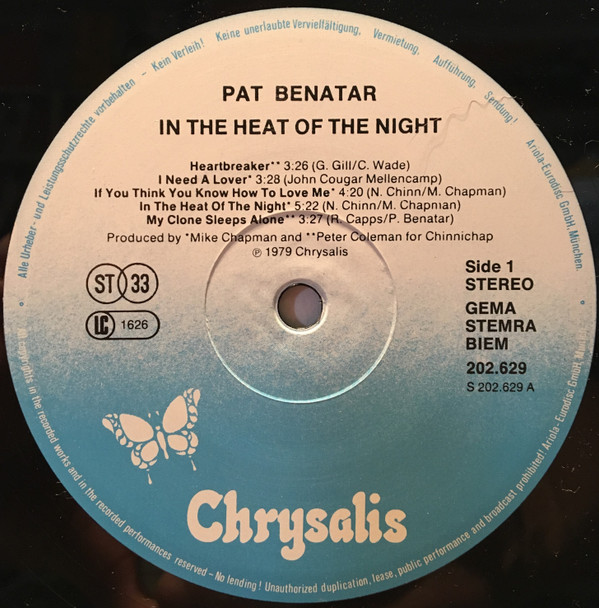 Alle Urheber- und Leistungsschutzrechte vorbehalten – Kein Verleih! Keine unerlaubte Vervielfältigung, Vermietung, Aufführung, Sendung! Ariola-Eurodisc GmbH, München.
PAT BENATAR
IN THE HEAT OF THE NIGHT
Heartbreaker** 3:26 (G. Gill/C. Wade)
I Need A Lover* 3:28 (John Cougar Mellencamp)
If You Think You Know How To Love Me* 4:20 (N. Chinn/M. Chapman)
In The Heat Of The Night* 5:22 (N. Chinn/M. Chapman)
My Clone Sleeps Alone** 3:27 (R. Capps/P. Benatar)
Produced by *Mike Chapman and **Peter Coleman for Chinnichap
℗ 1979 Chrysalis
ST 33
LC 1626
Side 1
STEREO
GEMA
STEMRA
BIEM
202.629
S 202.629 A
Chrysalis
All copyrights in the recorded works and in the recorded performances reserved – No lending! Unauthorized duplication, lease, public performance and broadcast prohibited! Ariola-Eurodisc GmbH,